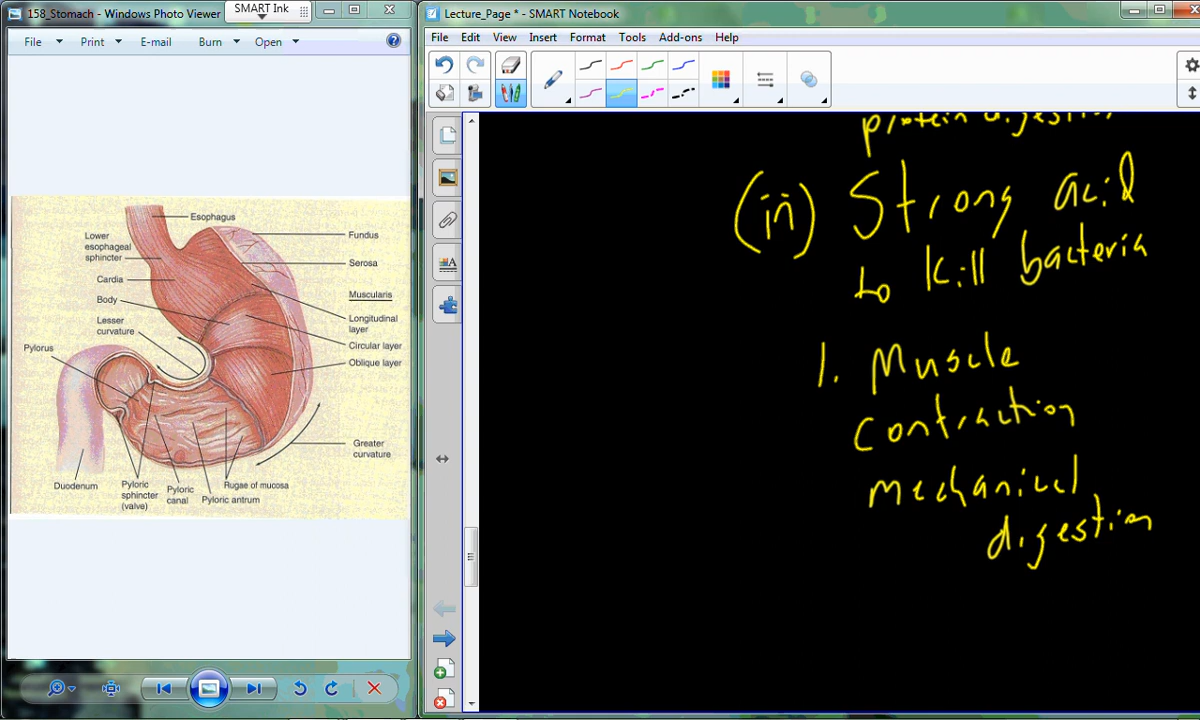 158_Stomach - Windows Photo Viewer
SMART Ink
File Print E-mail Burn Open
Esophagus
Fundus
Lower
esophageal
sphincter
Serosa
Cardia
Muscularis
Body
Longitudinal
layer
Lesser
curvature
Circular layer
Pylorus
Oblique layer
Greater
curvature
Duodenum
Pyloric
sphincter
(valve)
Pyloric
canal
Rugae of mucosa
Pyloric antrum
Lecture_Page * - SMART Notebook
File Edit View Insert Format Tools Add-ons Help
protein digestion
(iii) Strong acid
to kill bacteria
1. Muscle
contraction
mechanical
digestion